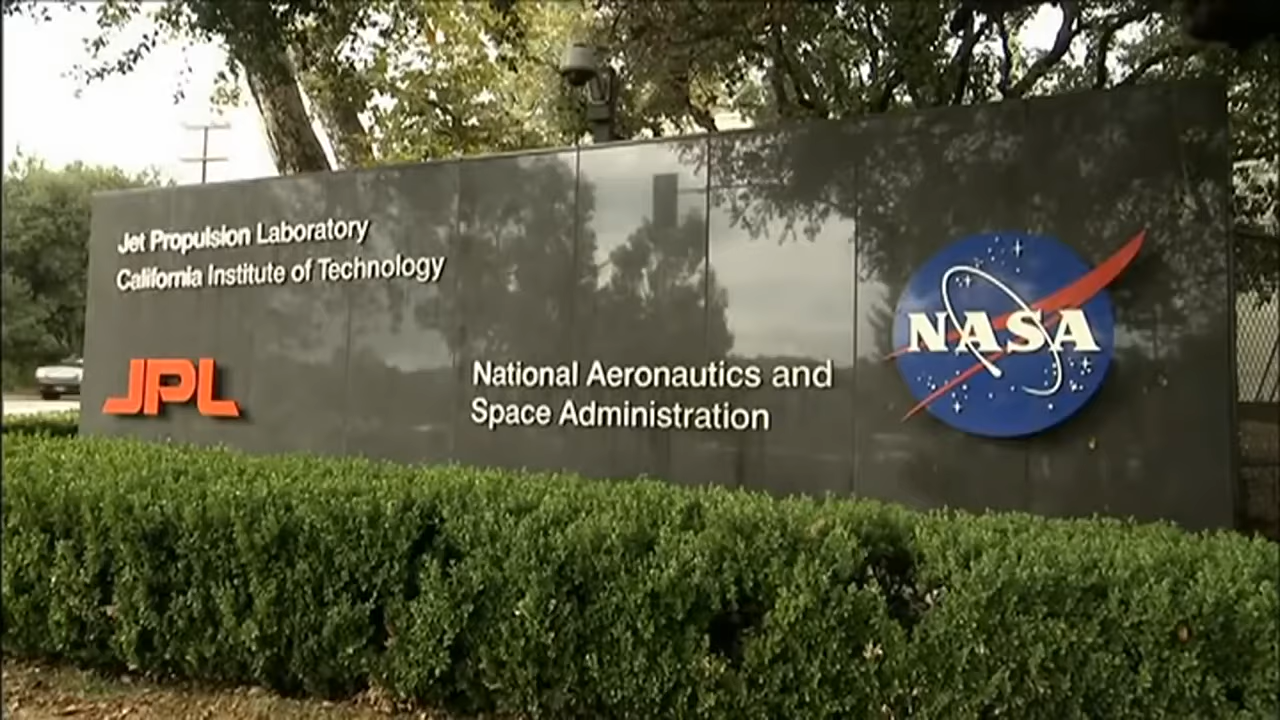 Jet Propulsion Laboratory
California Institute of Technology
JPL
National Aeronautics and
Space Administration
NASA